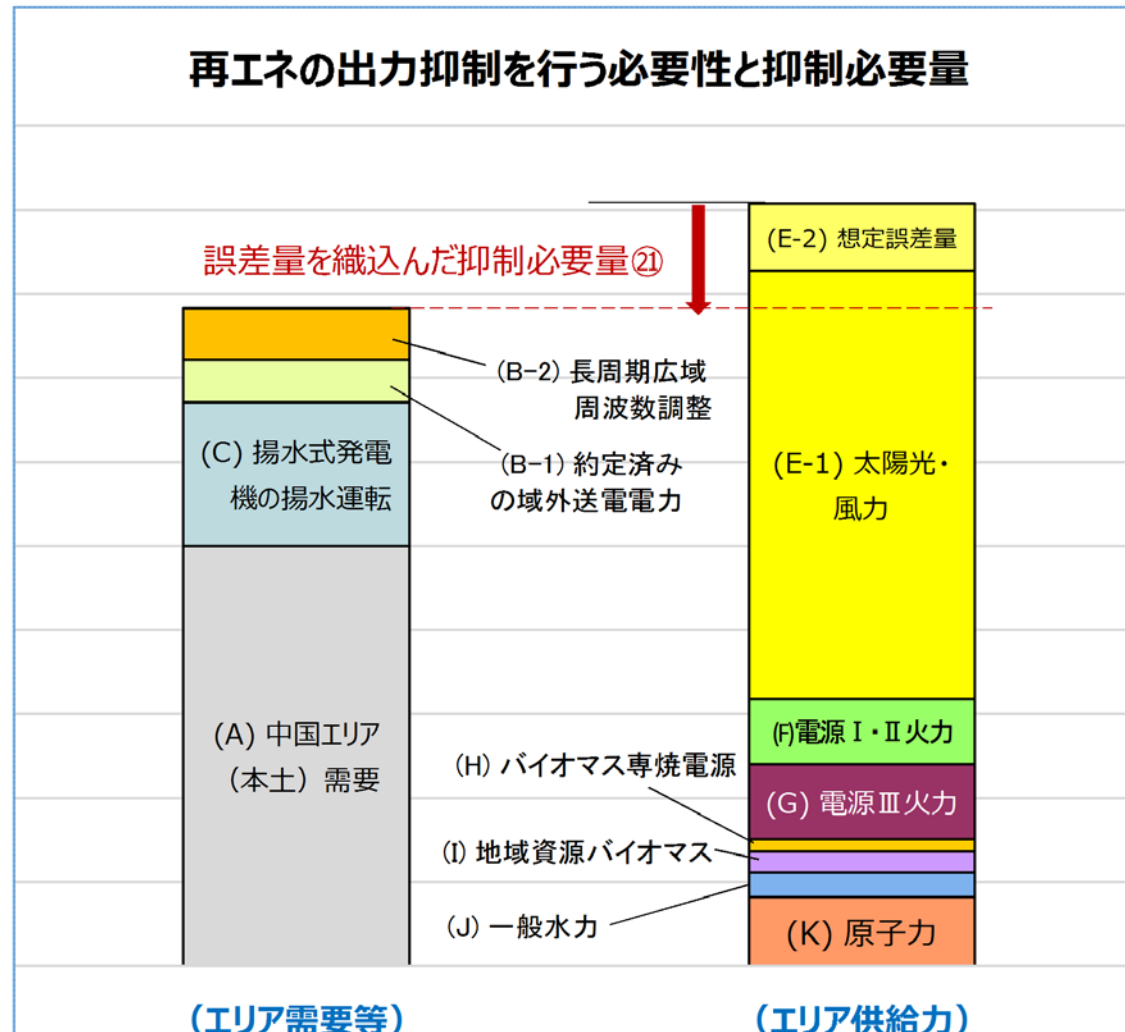 再エネの出力抑制を行う必要性と抑制必要量
誤差量を織込んだ抑制必要量㉑
(B-2) 長周期広域
周波数調整
(B-1) 約定済み
の域外送電電力
(C) 揚水式発電
機の揚水運転
(A) 中国エリア
（本土）需要
(E-2) 想定誤差量
(E-1) 太陽光・
風力
(F)電源Ⅰ・Ⅱ火力
(G) 電源Ⅲ火力
(H) バイオマス専焼電源
(I) 地域資源バイオマス
(J) 一般水力
(K) 原子力
（エリア需要等）
（エリア供給力）